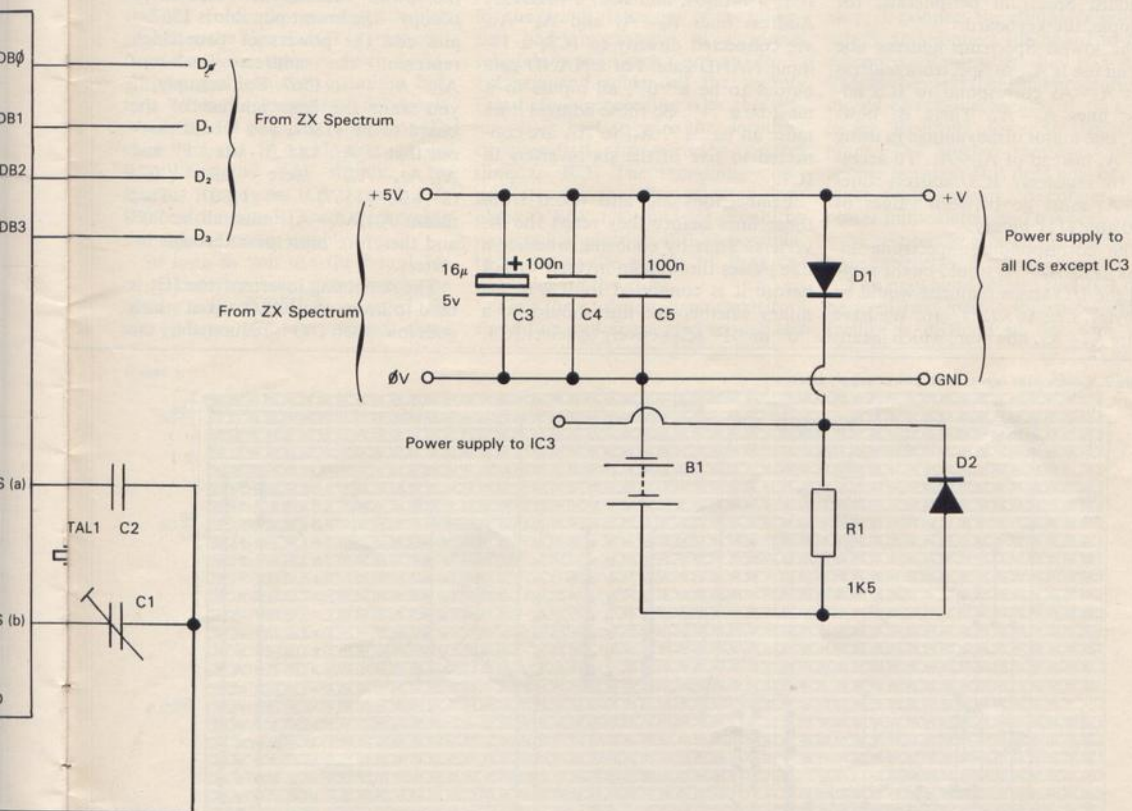 DBØ
DØ
DB1
D1
DB2
D2
DB3
D3
From ZX Spectrum
+5V
+V
16µ
5v
+
100n
100n
C3
C4
C5
D1
Power supply to
all ICs except IC3
From ZX Spectrum
ØV
GND
Power supply to IC3
B1
D2
R1
1K5
S (a)
TAL1
C2
C1
S (b)